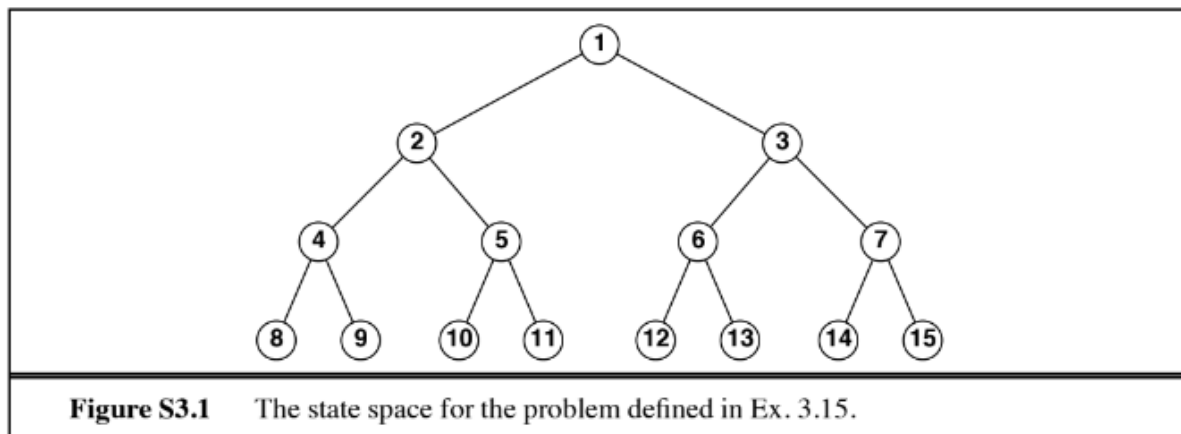 1
2 3
4 5 6 7
8 9 10 11 12 13 14 15
Figure S3.1 The state space for the problem defined in Ex. 3.15.